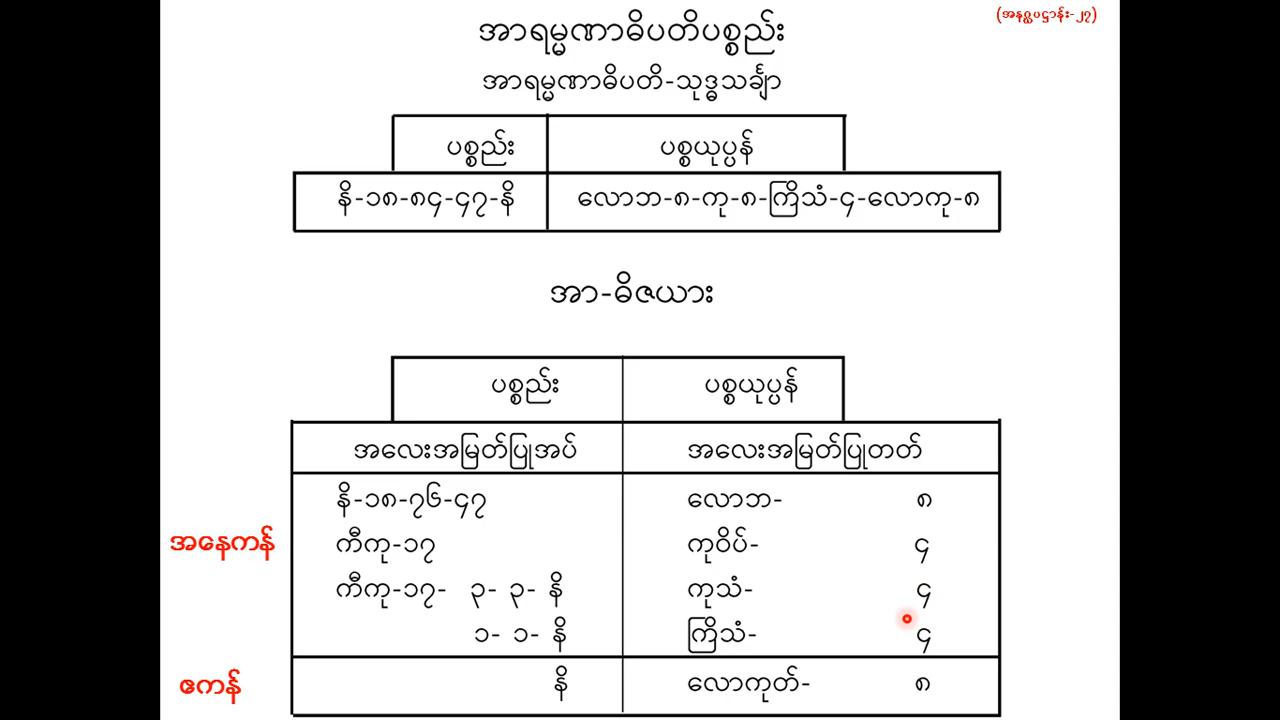 (အနဂ္ဃပဋ္ဌာန်း-၂၇)
အာရမ္မဏာဓိပတိပစ္စည်း
အာရမ္မဏာဓိပတိ-သုဒ္ဓသင်္ချာ
ပစ္စည်း ပစ္စယုပ္ပန်
နိ-၁၈-၈၄-၄၇-နိ လောဘ-၈-ကု-၈-ကြိသံ-၄-လောကု-၈
အာ-ဓိဇယား
ပစ္စည်း ပစ္စယုပ္ပန်
အလေးအမြတ်ပြုအပ် အလေးအမြတ်ပြုတတ်
နိ-၁၈-၇၆-၄၇ လောဘ- ၈
အနေကန် ကီကု-၁၇ ကုဝိပ်- ၄
ကီကု-၁၇- ၃- ၃- နိ ကုသံ- ၄
၁- ၁- နိ ကြိသံ- ၄
ဧကန် နိ လောကုတ်- ၈